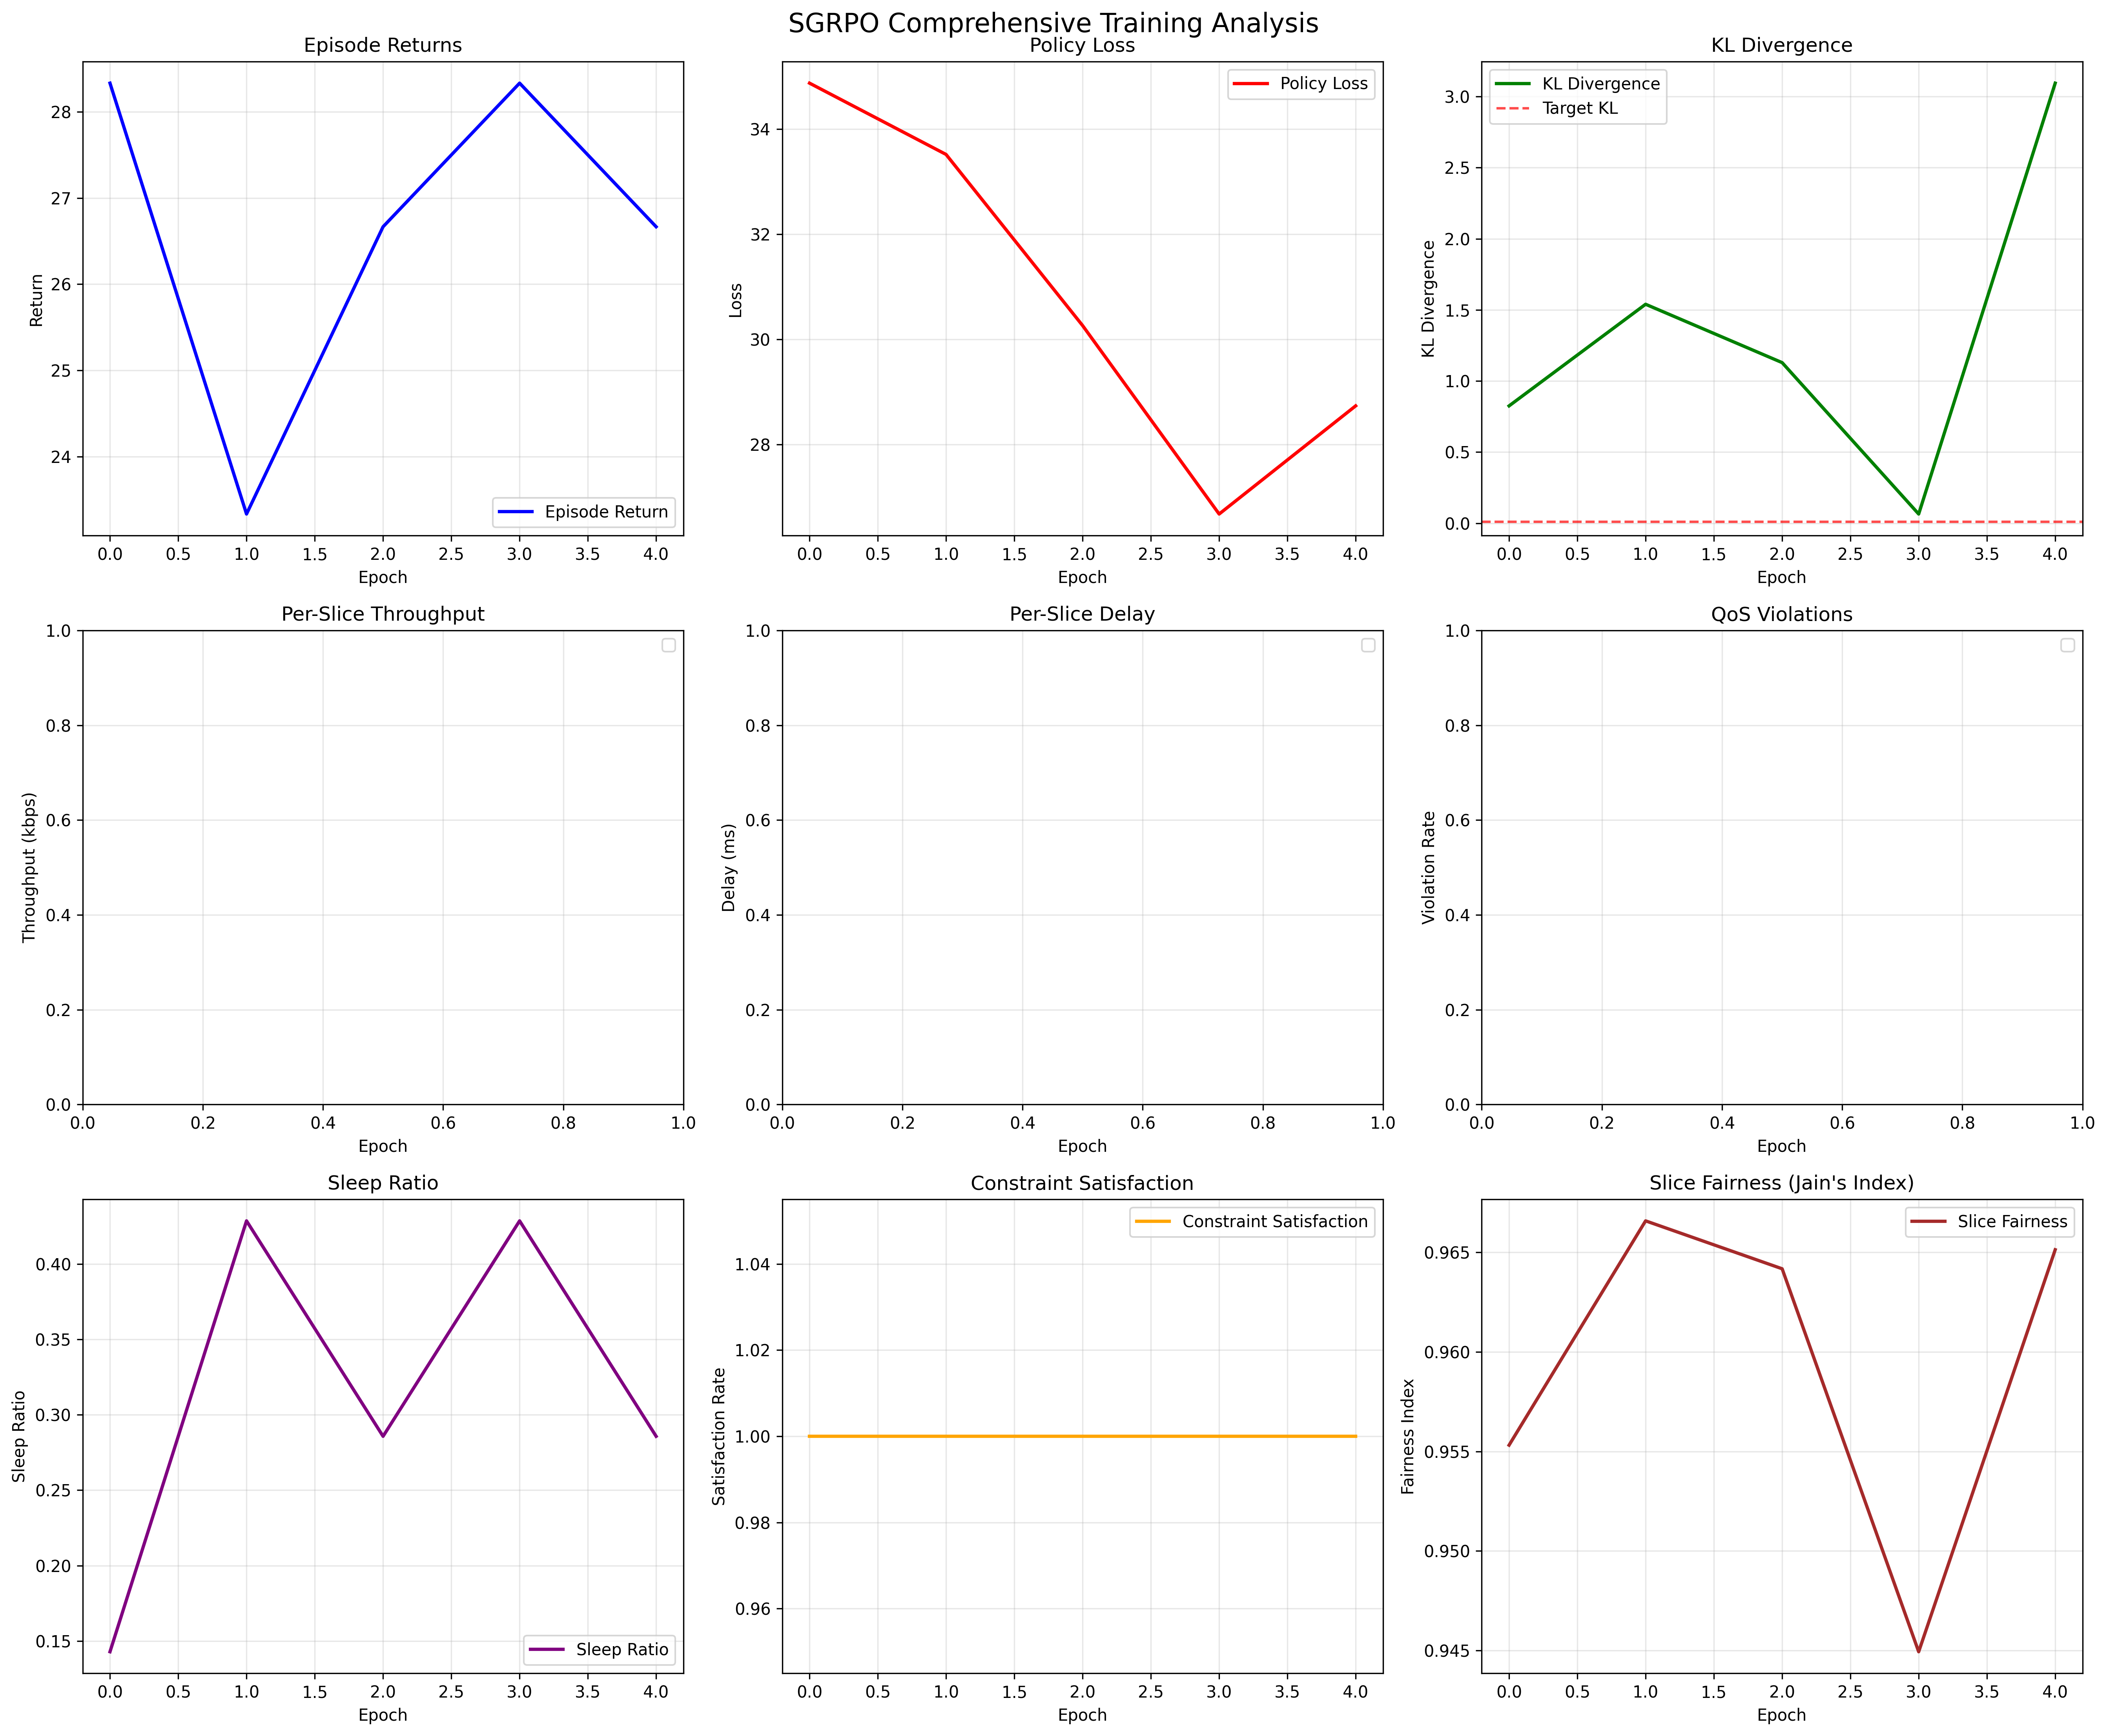 SGRPO Comprehensive Training Analysis
Episode Returns
28
27
26
25
24
Return
0.0 0.5 1.0 1.5 2.0 2.5 3.0 3.5 4.0
Epoch
Episode Return
Policy Loss
34
32
30
28
Loss
0.0 0.5 1.0 1.5 2.0 2.5 3.0 3.5 4.0
Epoch
Policy Loss
KL Divergence
3.0
2.5
2.0
1.5
1.0
0.5
0.0
KL Divergence
0.0 0.5 1.0 1.5 2.0 2.5 3.0 3.5 4.0
Epoch
KL Divergence
Target KL
Per-Slice Throughput
1.0
0.8
0.6
0.4
0.2
0.0
Throughput (kbps)
0.0 0.2 0.4 0.6 0.8 1.0
Epoch
Per-Slice Delay
1.0
0.8
0.6
0.4
0.2
0.0
Delay (ms)
0.0 0.2 0.4 0.6 0.8 1.0
Epoch
QoS Violations
1.0
0.8
0.6
0.4
0.2
0.0
Violation Rate
0.0 0.2 0.4 0.6 0.8 1.0
Epoch
Sleep Ratio
0.40
0.35
0.30
0.25
0.20
0.15
Sleep Ratio
0.0 0.5 1.0 1.5 2.0 2.5 3.0 3.5 4.0
Epoch
Sleep Ratio
Constraint Satisfaction
1.04
1.02
1.00
0.98
0.96
Satisfaction Rate
0.0 0.5 1.0 1.5 2.0 2.5 3.0 3.5 4.0
Epoch
Constraint Satisfaction
Slice Fairness (Jain's Index)
0.965
0.960
0.955
0.950
0.945
Fairness Index
0.0 0.5 1.0 1.5 2.0 2.5 3.0 3.5 4.0
Epoch
Slice Fairness